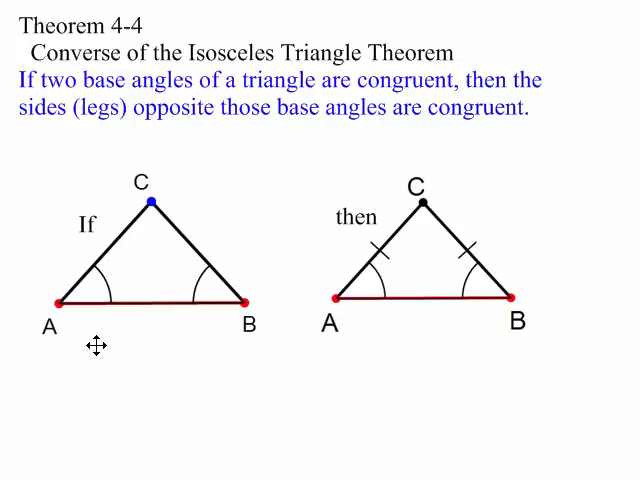 Theorem 4-4
Converse of the Isosceles Triangle Theorem
If two base angles of a triangle are congruent, then the
sides (legs) opposite those base angles are congruent.
C
If
A
B
C
then
A
B